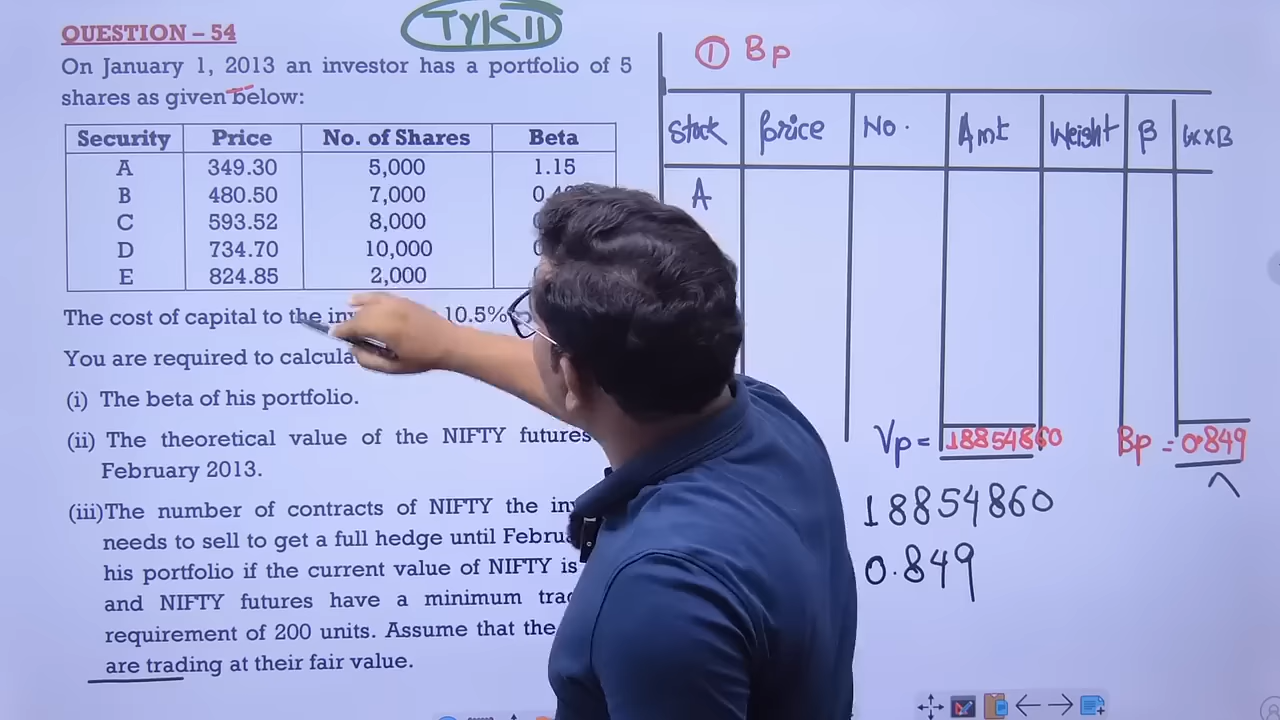 TYK 11
QUESTION – 54
On January 1, 2013 an investor has a portfolio of 5
shares as given below:
Security Price No. of Shares Beta
A 349.30 5,000 1.15
B 480.50 7,000
C 593.52 8,000
D 734.70 10,000
E 824.85 2,000
The cost of capital to the 10.5%
You are required to
(i) The beta of his portfolio.
(ii) The theoretical value of the NIFTY futures
February 2013.
(iii) The number of contracts of NIFTY the
needs to sell to get a full hedge until
his portfolio if the current value of NIFTY is
and NIFTY futures have a minimum
requirement of 200 units. Assume that the
are trading at their fair value.
① Bp
Stock Price No. Amt Weight β
A
Vp = 18854860 Bp = 0.849
18854860
0.849